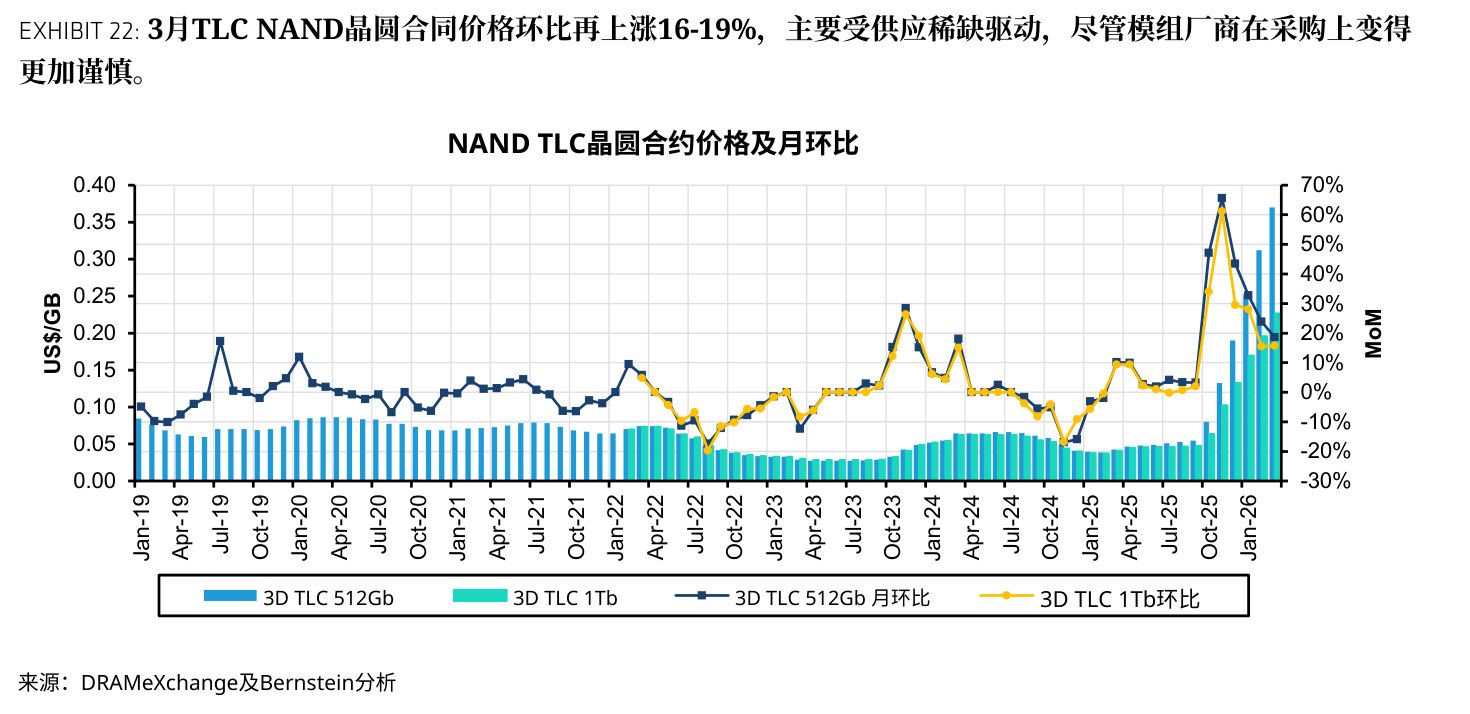 EXHIBIT 22: 3月TLC NAND晶圆合同价格环比再上涨16-19%，主要受供应稀缺驱动，尽管模组厂商在采购上变得
更加谨慎。
NAND TLC晶圆合约价格及月环比
0.40
0.35
0.30
0.25
0.20
0.15
0.10
0.05
0.00
US$/GB
70%
60%
50%
40%
30%
20%
10%
0%
-10%
-20%
-30%
MoM
Jan-19
Apr-19
Jul-19
Oct-19
Jan-20
Apr-20
Jul-20
Oct-20
Jan-21
Apr-21
Jul-21
Oct-21
Jan-22
Apr-22
Jul-22
Oct-22
Jan-23
Apr-23
Jul-23
Oct-23
Jan-24
Apr-24
Jul-24
Oct-24
Jan-25
Apr-25
Jul-25
Oct-25
Jan-26
3D TLC 512Gb 3D TLC 1Tb 3D TLC 512Gb 月环比 3D TLC 1Tb环比
来源：DRAMeXchange及Bernstein分析